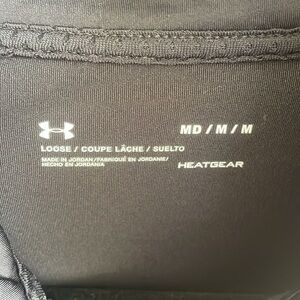 MD / M / M
LOOSE / COUPE LÂCHE / SUELTO
MADE IN JORDAN / FABRIQUÉ EN JORDANIE /
HECHO EN JORDANIA
HEATGEAR